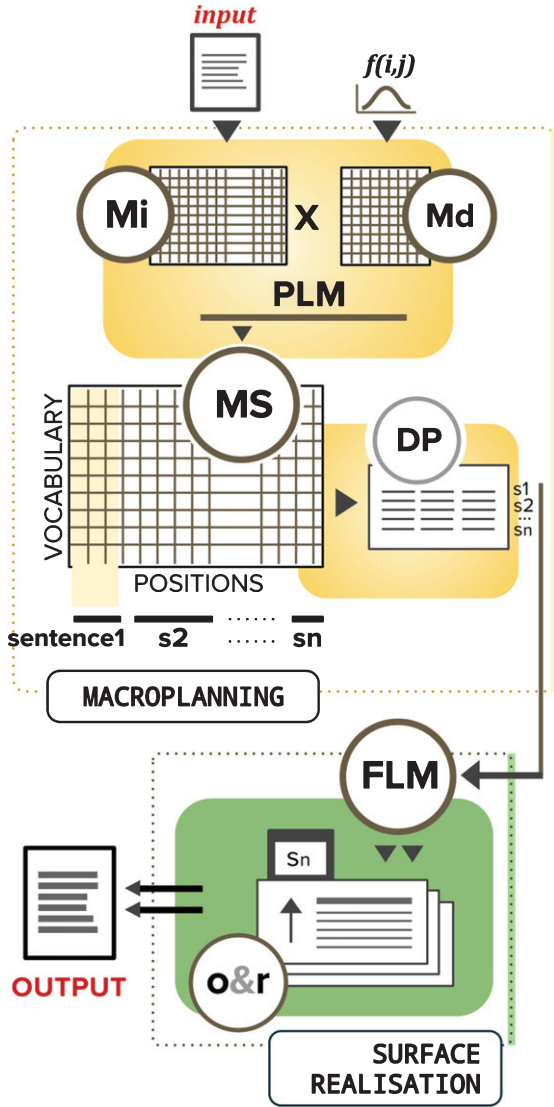 input
f(i,j)
Mi
X
Md
PLM
MS
VOCABULARY
DP
s1
s2
...
sn
POSITIONS
sentence1 s2 ...... sn
......
MACROPLANNING
FLM
Sn
OUTPUT
o&r
SURFACE
REALISATION